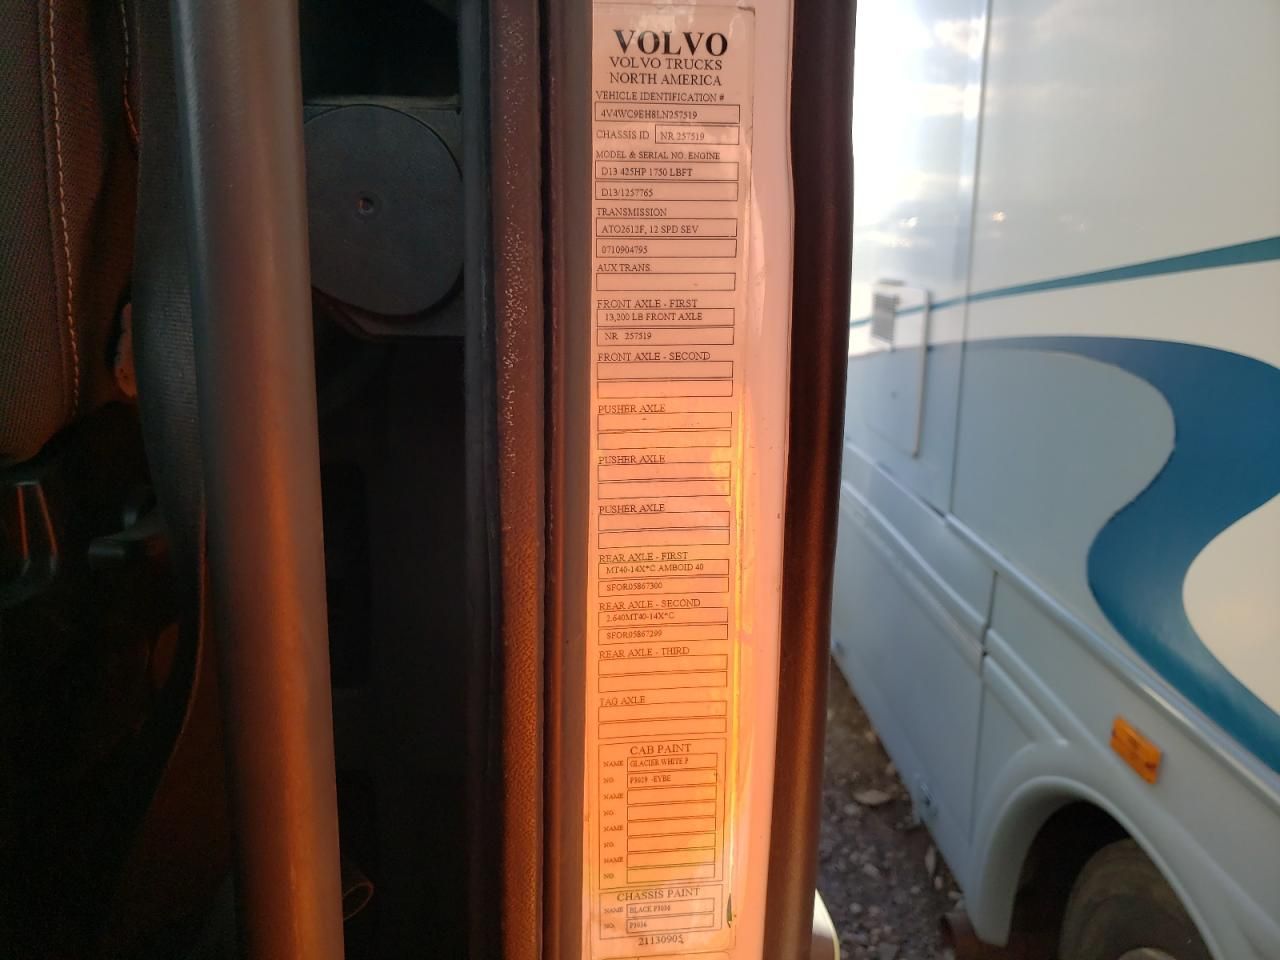 VOLVO
VOLVO TRUCKS
NORTH AMERICA
VEHICLE IDENTIFICATION #
4V4WC9EH8LN257519
CHASSIS ID NR 257519
MODEL & SERIAL NO. ENGINE
D13 425HP 1750 LBFT
D13/1257765
TRANSMISSION
ATO2612F, 12 SPD SEV
0710904795
AUX TRANS.
FRONT AXLE - FIRST
13,200 LB FRONT AXLE
NR 257519
FRONT AXLE - SECOND
PUSHER AXLE
PUSHER AXLE
PUSHER AXLE
REAR AXLE - FIRST
MT40-14X*C AMBOID 40
SFOR05867300
REAR AXLE - SECOND
2.640MT40-14X*C
SFOR05867299
REAR AXLE - THIRD
TAG AXLE
CAB PAINT
NAME GLACIER WHITE P
NO. P3029 -EYBE
NAME
NO.
NAME
NO.
NAME
NO.
CHASSIS PAINT
NAME BLACK P3036
NO. P3036
21130905